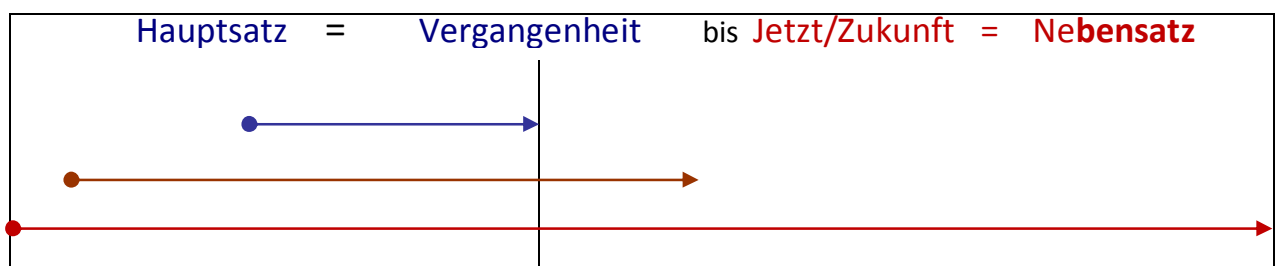 Hauptsatz = Vergangenheit bis Jetzt/Zukunft = Nebensatz